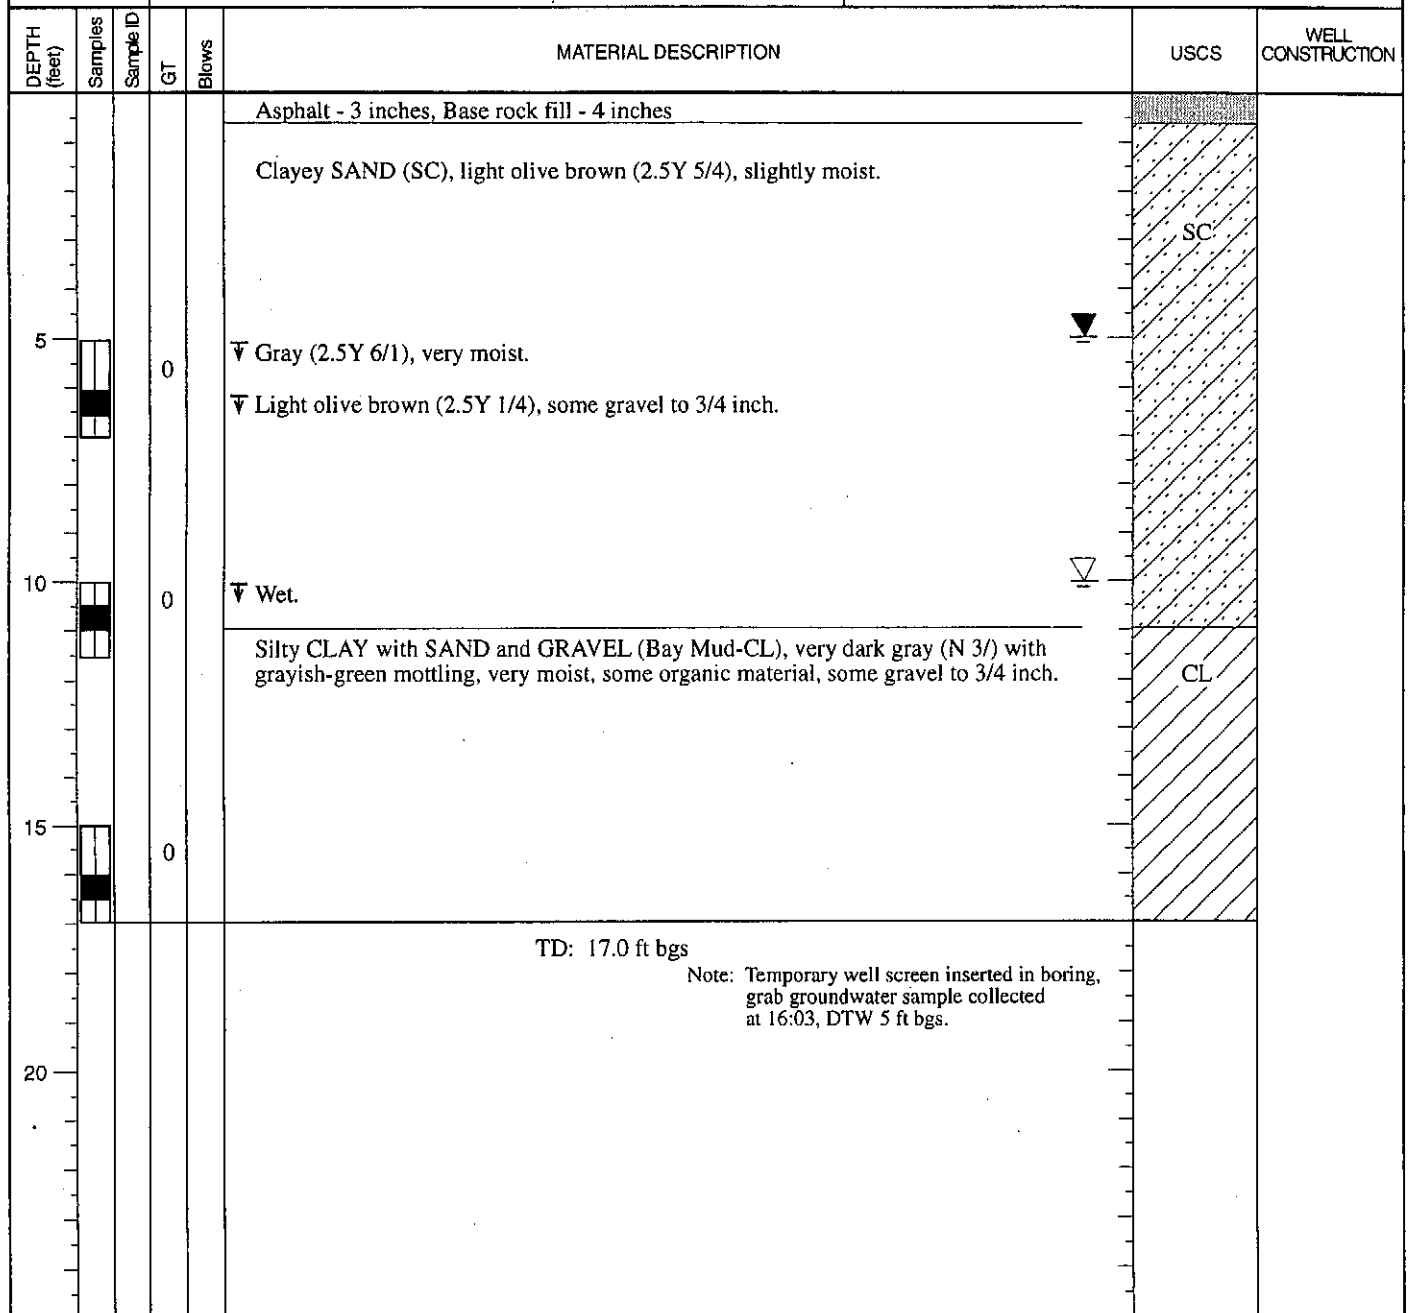 DEPTH (feet)
Samples
Sample ID
GT
Blows
MATERIAL DESCRIPTION
USCS
WELL
CONSTRUCTION
Asphalt - 3 inches, Base rock fill - 4 inches
Clayey SAND (SC), light olive brown (2.5Y 5/4), slightly moist.
SC
5
0
Gray (2.5Y 6/1), very moist.
Light olive brown (2.5Y 1/4), some gravel to 3/4 inch.
10
0
Wet.
Silty CLAY with SAND and GRAVEL (Bay Mud-CL), very dark gray (N 3/) with
grayish-green mottling, very moist, some organic material, some gravel to 3/4 inch.
CL
15
0
TD: 17.0 ft bgs
Note: Temporary well screen inserted in boring,
grab groundwater sample collected
at 16:03, DTW 5 ft bgs.
20